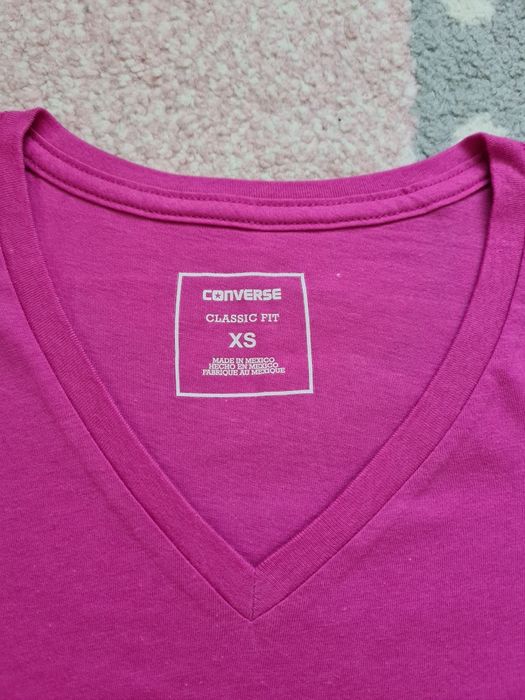 CONVERSE
CLASSIC FIT
XS
MADE IN MEXICO
HECHO EN MEXICO
FABRIQUE AU MEXIQUE